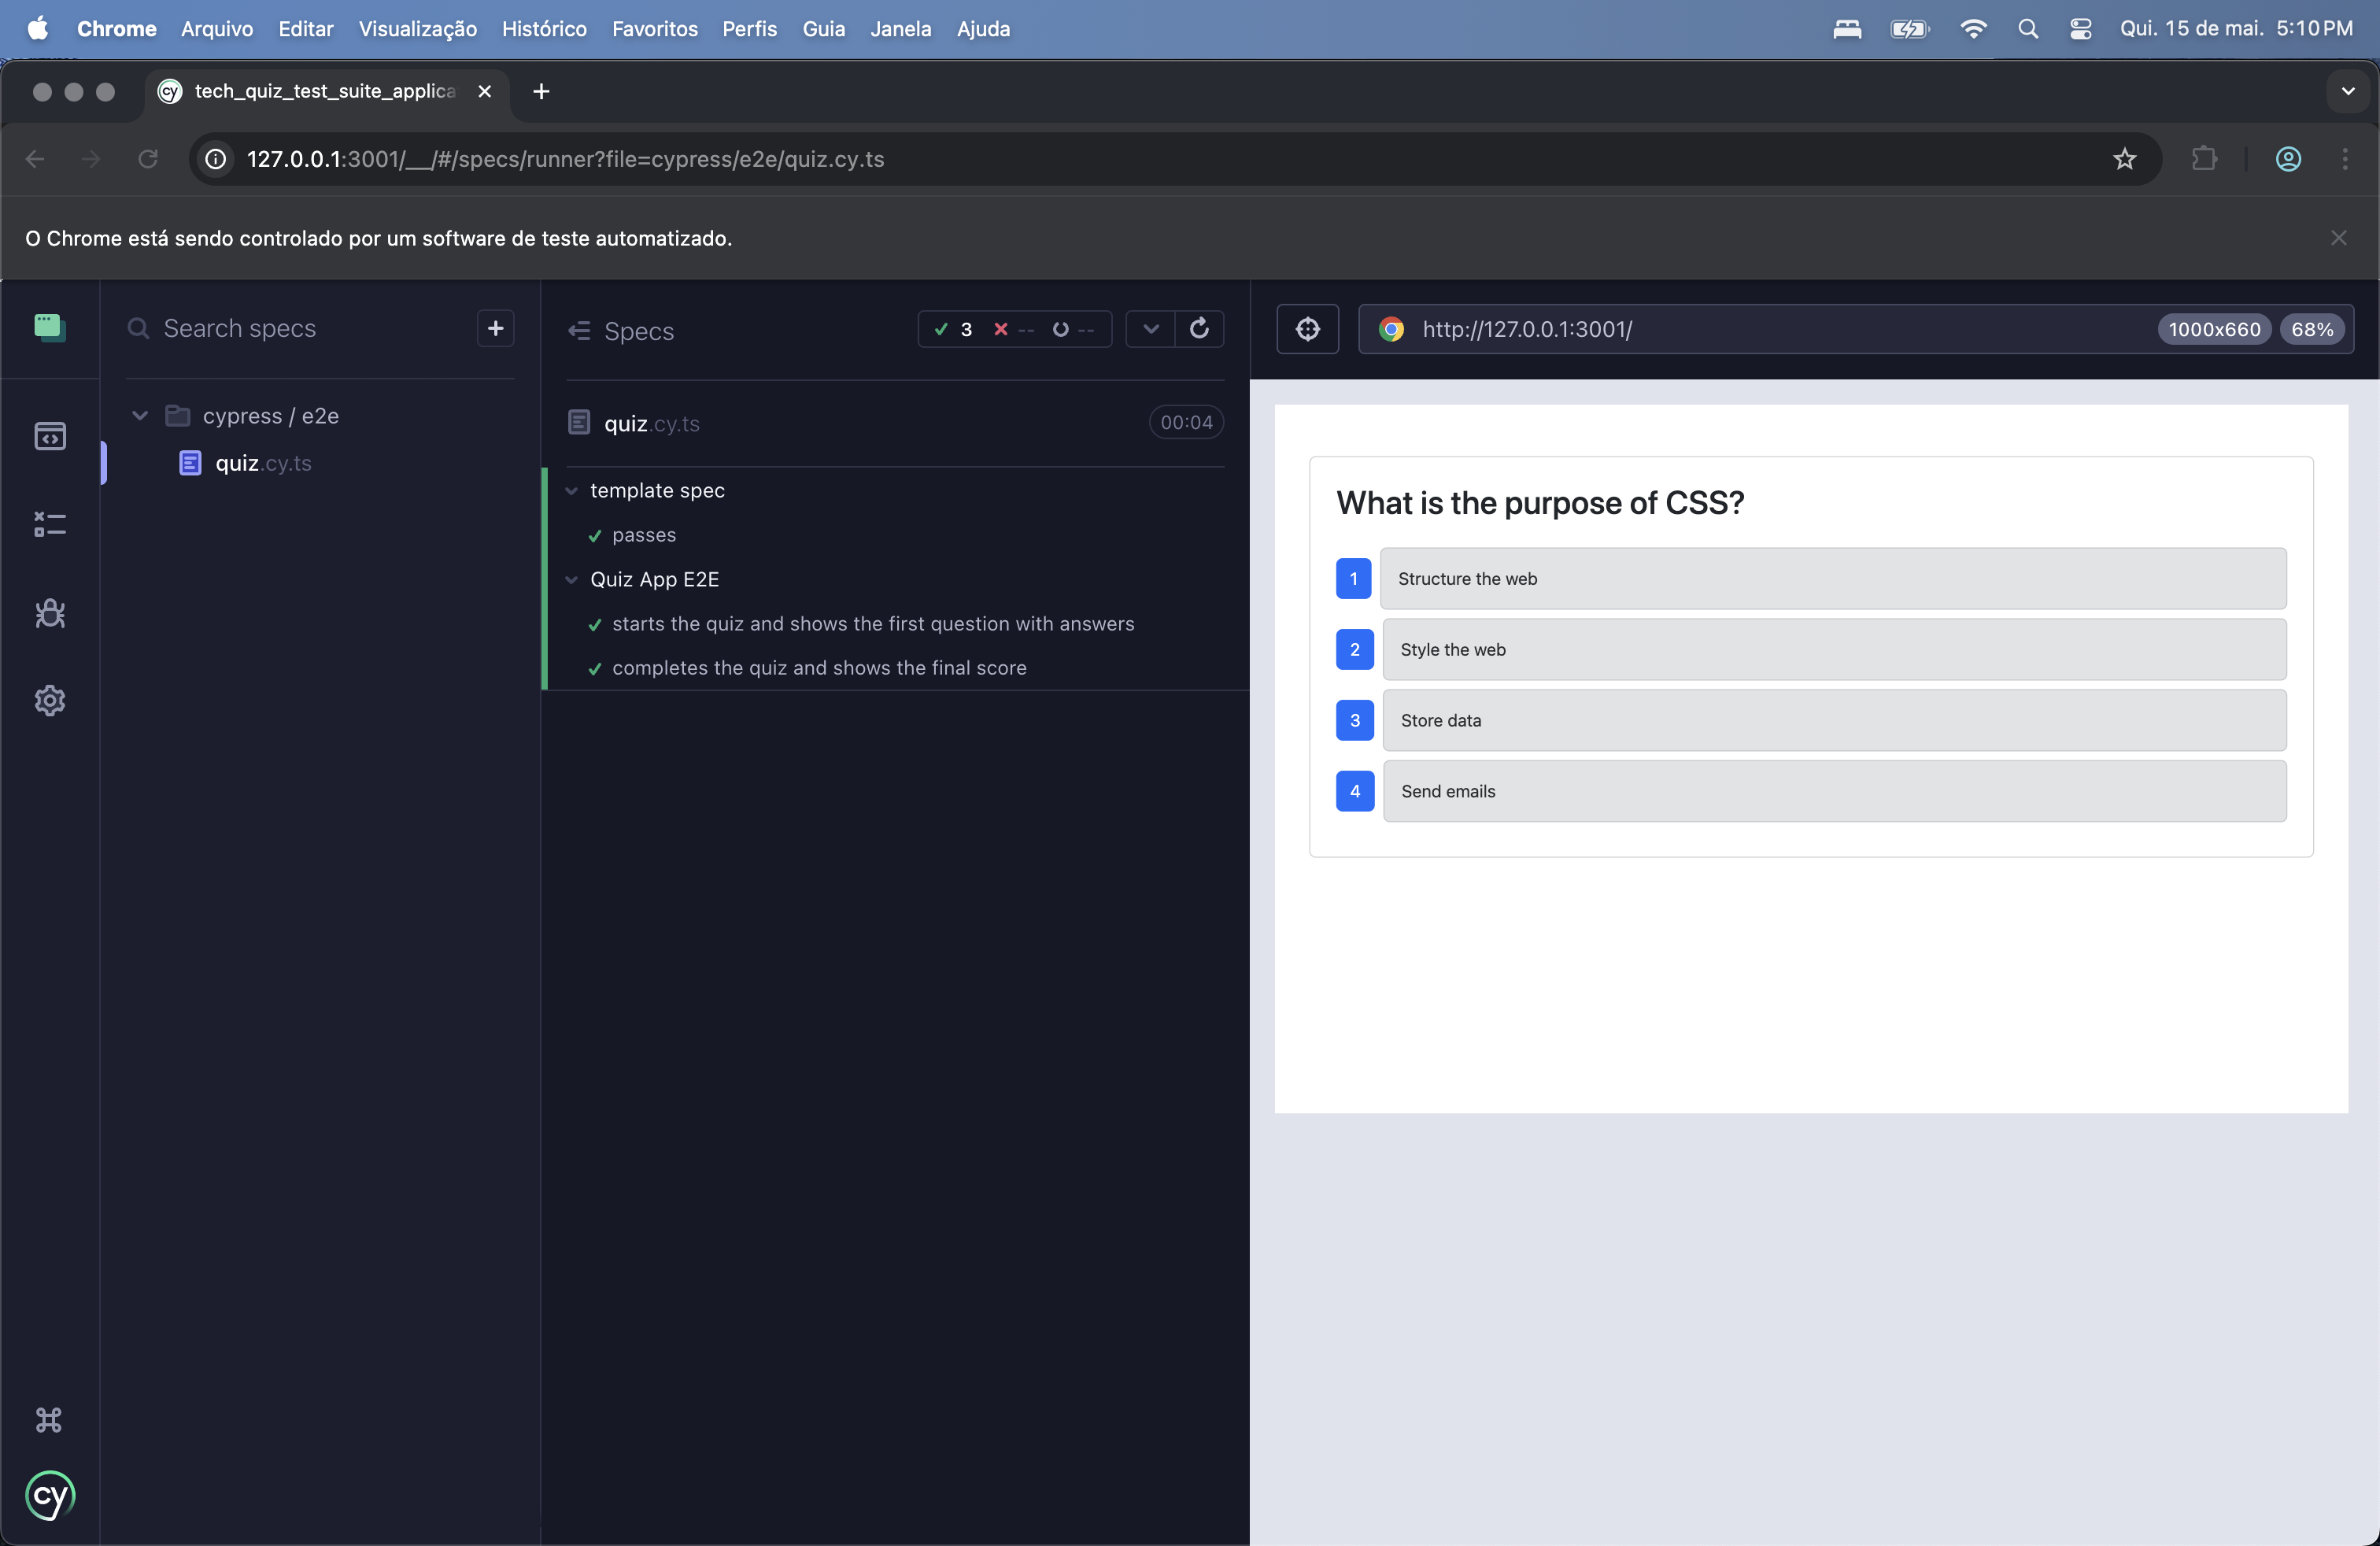 Chrome Arquivo Editar Visualização Histórico Favoritos Perfis Guia Janela Ajuda Qui. 15 de mai. 5:10 PM
cy tech_quiz_test_suite_applica
127.0.0.1:3001/__/#/specs/runner?file=cypress/e2e/quiz.cy.ts
O Chrome está sendo controlado por um software de teste automatizado.
Search specs
cypress / e2e
quiz.cy.ts
Specs 3 -- --
quiz.cy.ts 00:04
template spec
passes
Quiz App E2E
starts the quiz and shows the first question with answers
completes the quiz and shows the final score
http://127.0.0.1:3001/ 1000x660 68%
What is the purpose of CSS?
1 Structure the web
2 Style the web
3 Store data
4 Send emails
cy